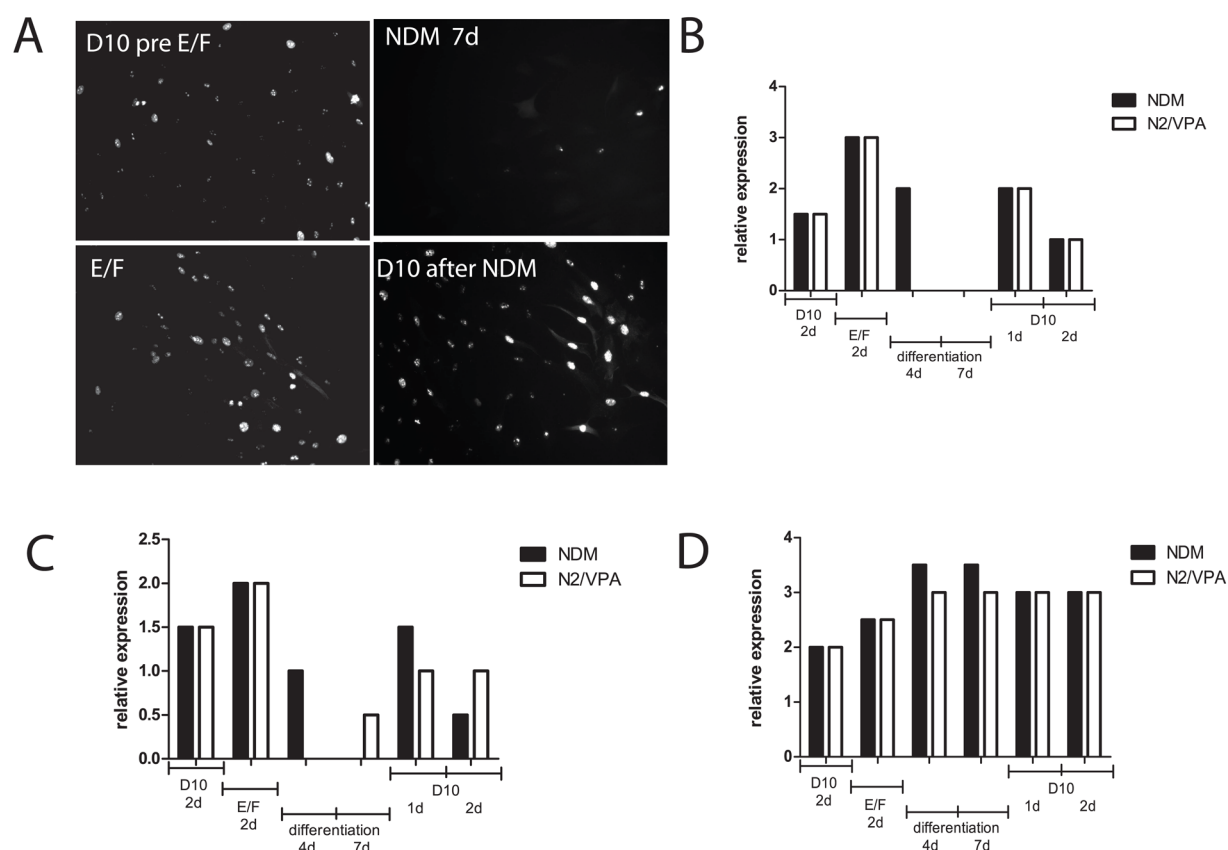 A
D10 pre E/F
NDM 7d
E/F
D10 after NDM
B
4
3
2
1
0
relative expression
NDM
N2/VPA
D10
2d
E/F
2d
differentiation
4d 7d
D10
1d 2d
C
2.5
2.0
1.5
1.0
0.5
0.0
relative expression
NDM
N2/VPA
D10
2d
E/F
2d
differentiation
4d 7d
D10
1d 2d
D
4
3
2
1
0
relative expression
NDM
N2/VPA
D10
2d
E/F
2d
differentiation
4d 7d
D10
1d 2d